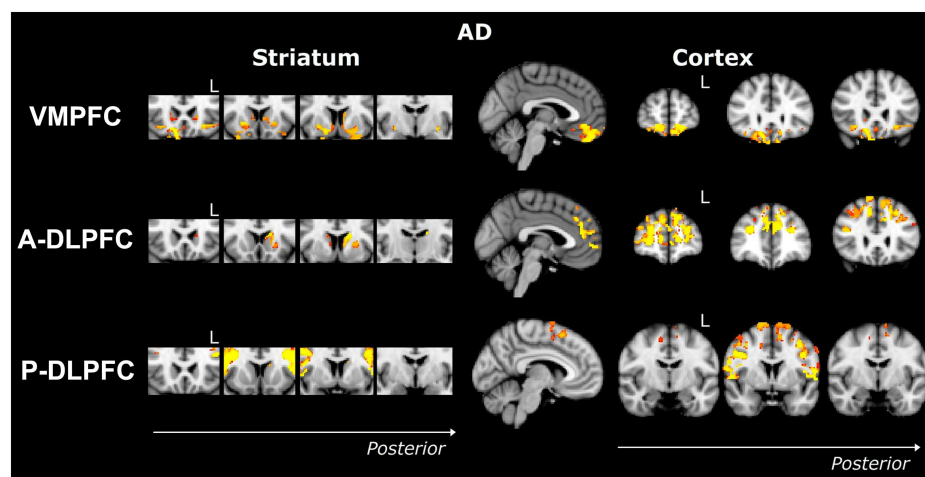 AD
Striatum
Cortex
VMPFC
L
L
A-DLPFC
L
L
P-DLPFC
L
L
Posterior
Posterior